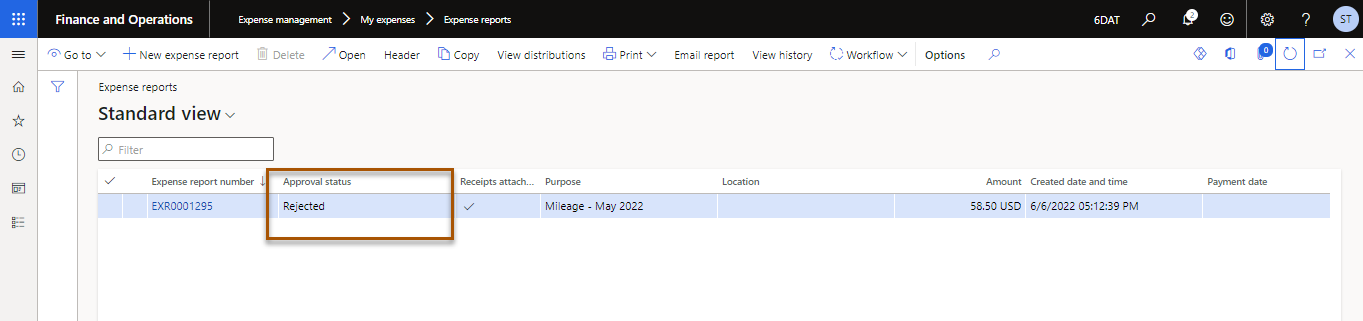 Finance and Operations Expense management My expenses Expense reports 6DAT 2 ? ST
Go to New expense report Delete Open Header Copy View distributions Print Email report View history Workflow Options 0
Expense reports
Standard view
Filter
Expense report number Approval status Receipts attach... Purpose Location Amount Created date and time Payment date
EXR0001295 Rejected Mileage - May 2022 58.50 USD 6/6/2022 05:12:39 PM